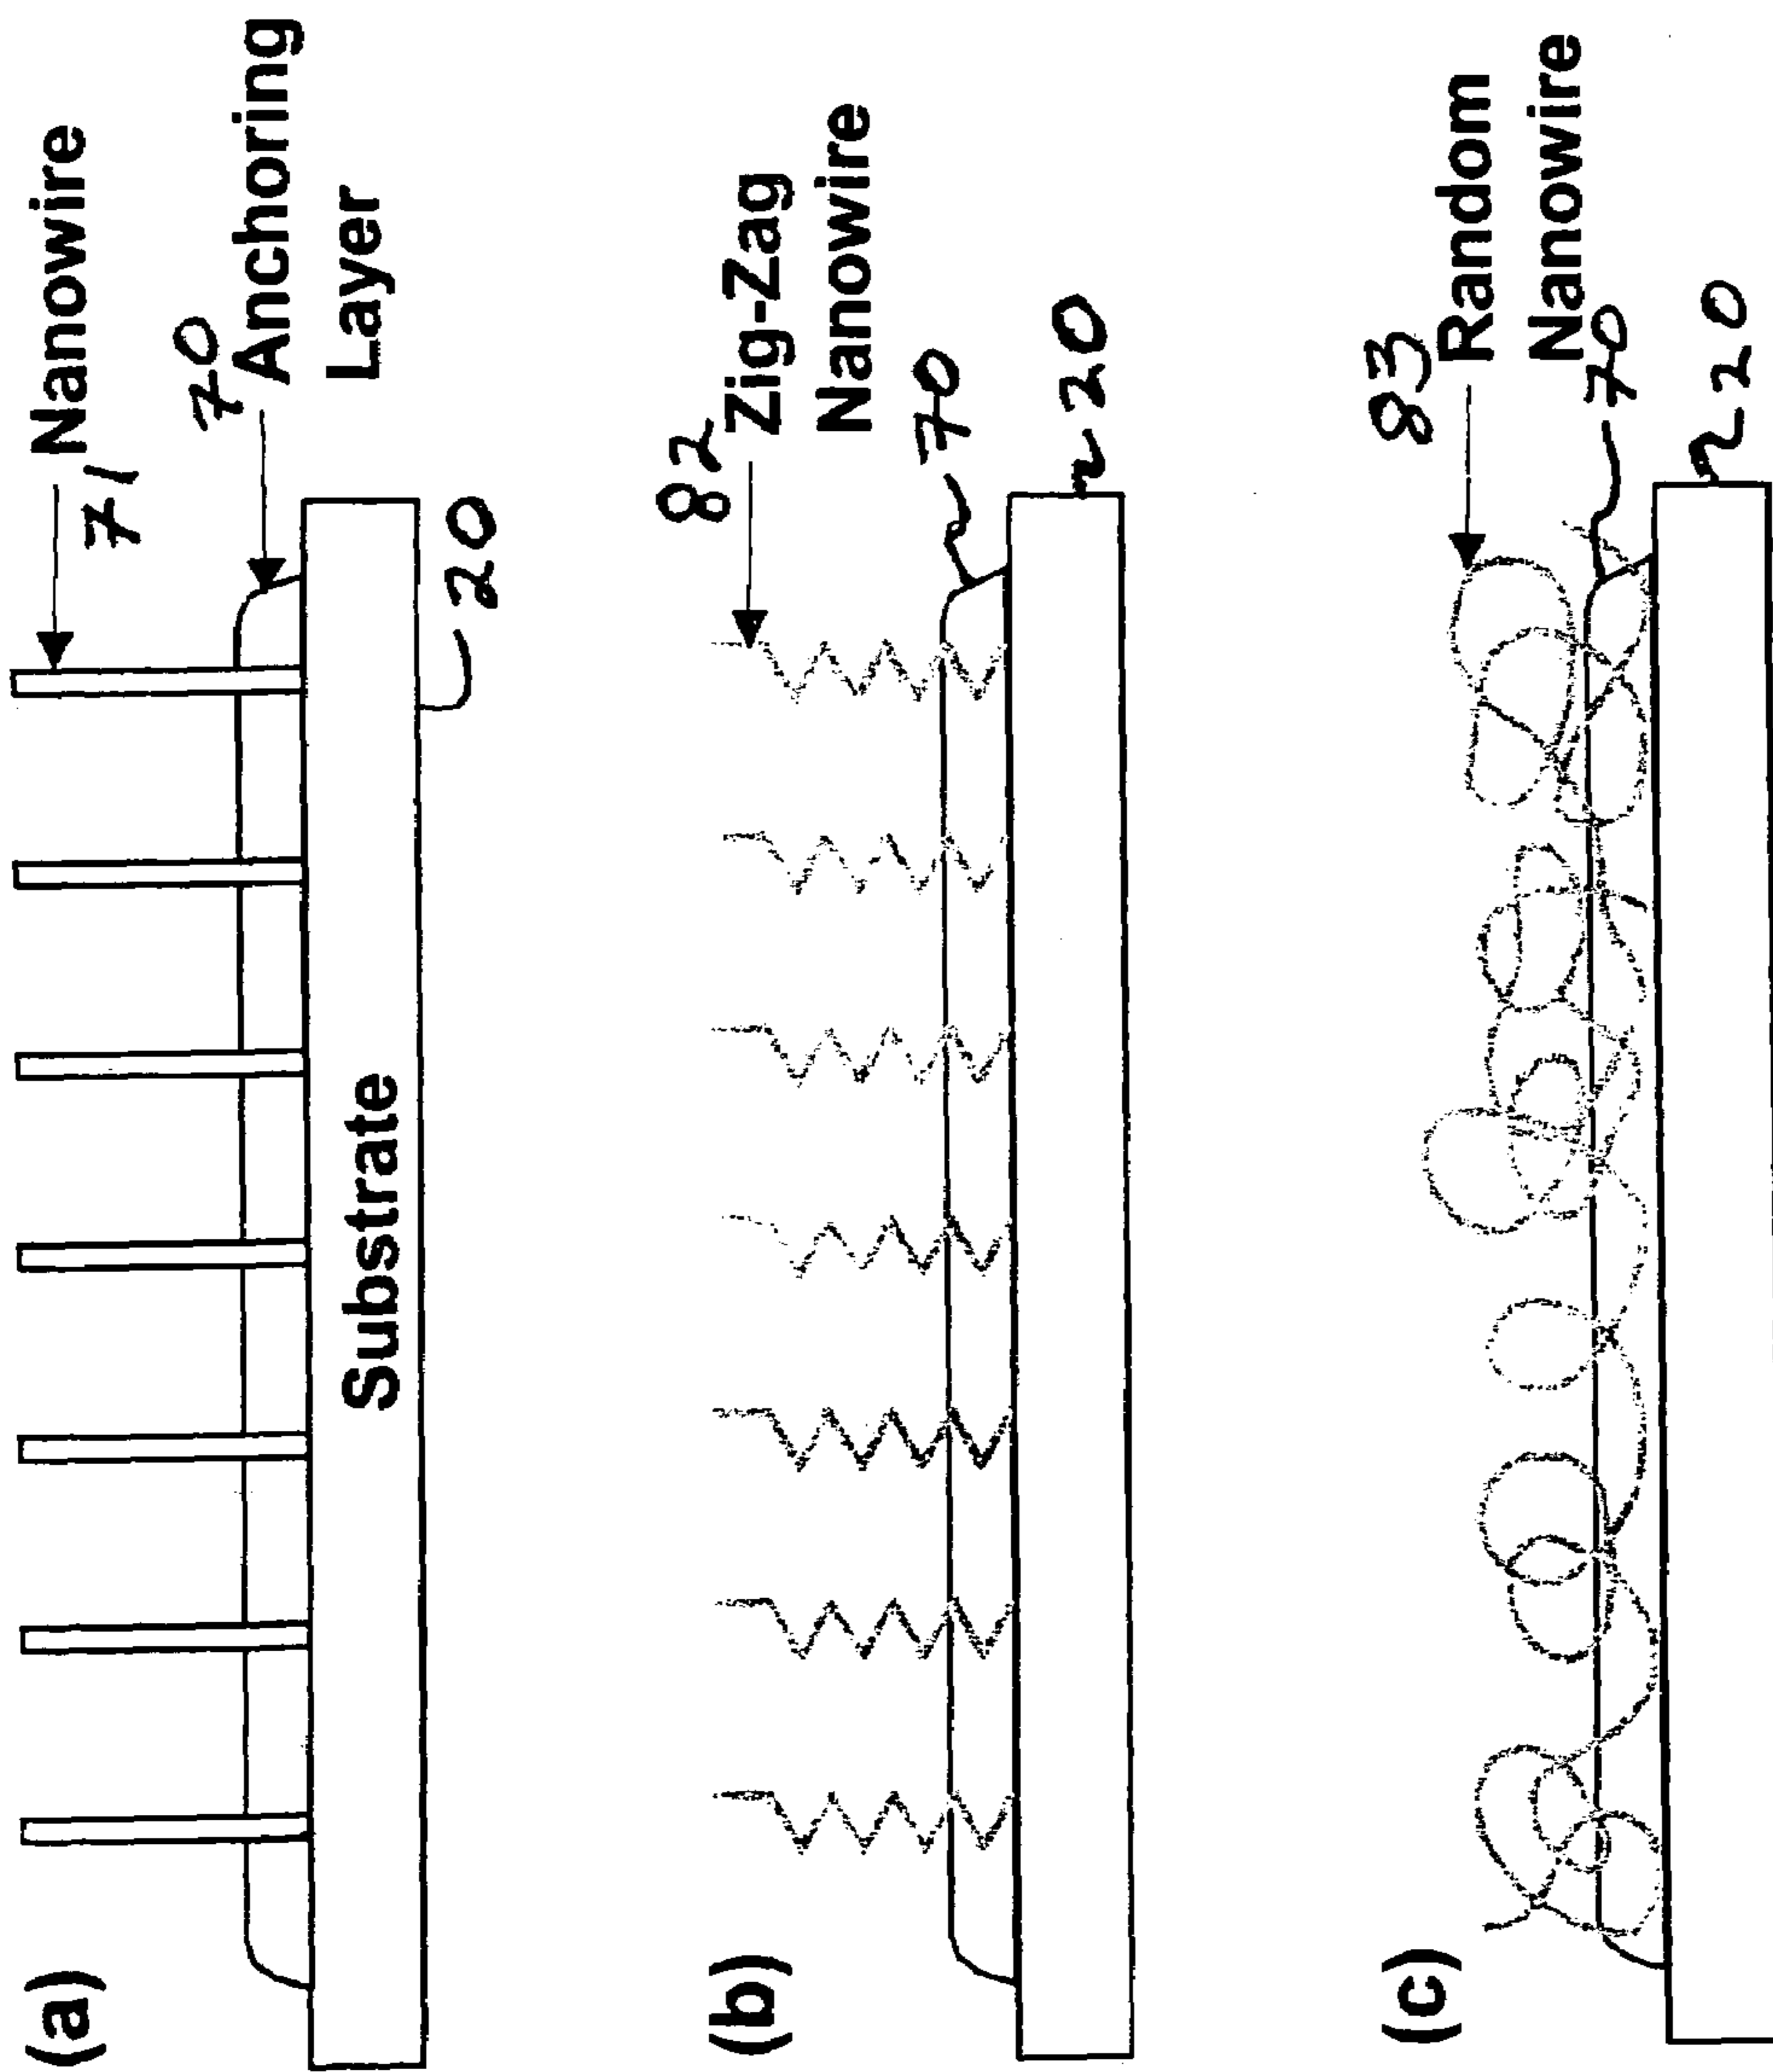 (a)
Nanowire
71
70
Anchoring
Layer
Substrate
20
(b)
82
Zig-Zag
Nanowire
70
20
(c)
83
Random
Nanowire
70
20